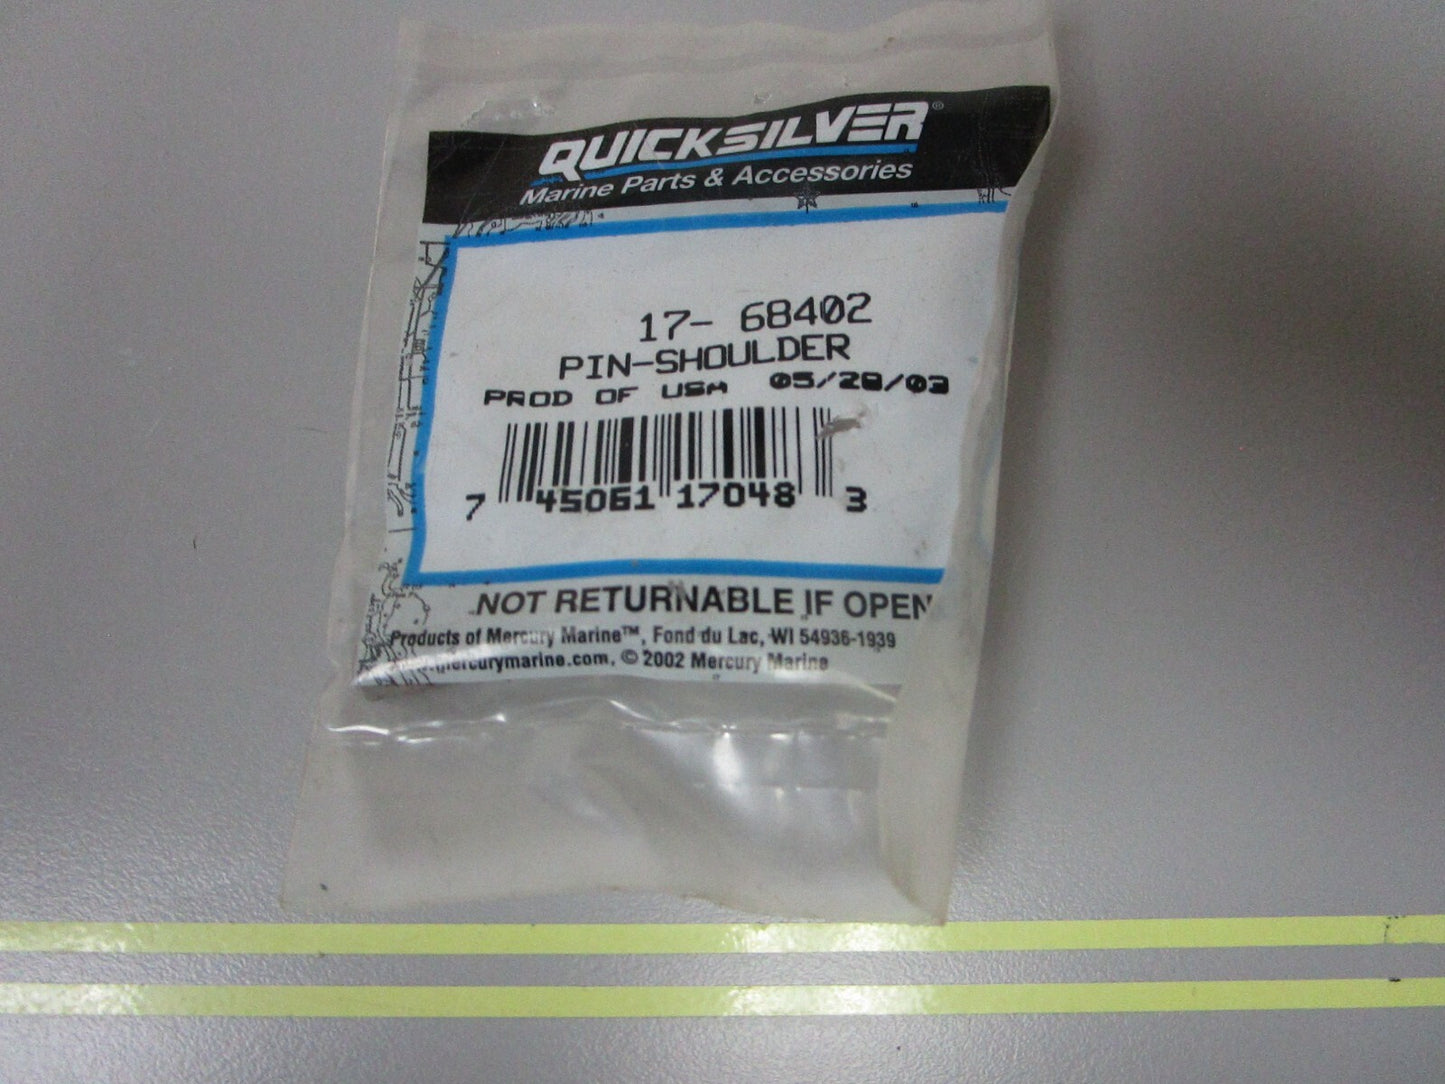 QUICKSILVER®
Marine Parts & Accessories
17- 68402
PIN-SHOULDER
PROD OF USA 05/28/03
7 45061 17048 3
NOT RETURNABLE IF OPEN
Products of Mercury Marine™, Fond du Lac, WI 54936-1939
mercurymarine.com. © 2002 Mercury Marine